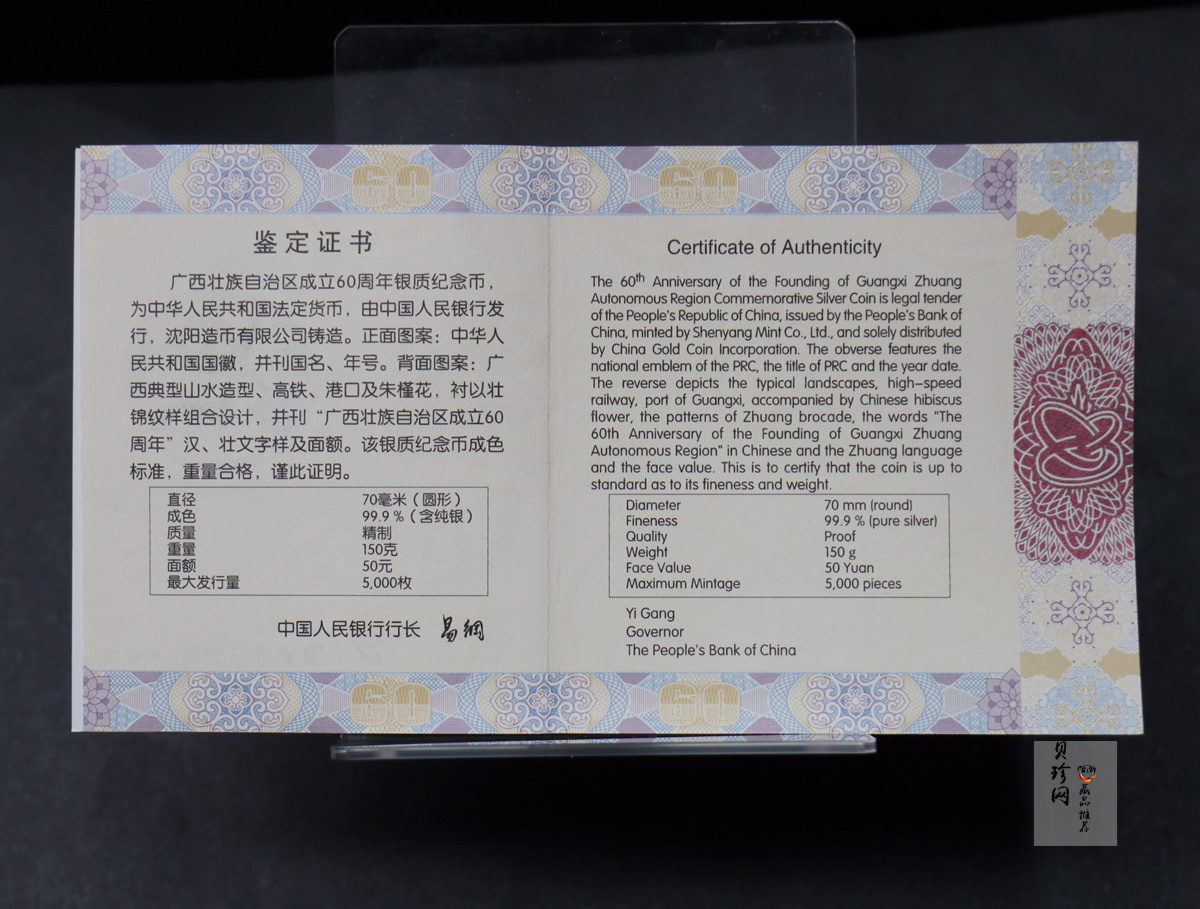 鉴定证书
广西壮族自治区成立60周年银质纪念币，
为中华人民共和国法定货币，由中国人民银行发
行，沈阳造币有限公司铸造。正面图案：中华人
民共和国国徽，并刊国名、年号。背面图案：广
西典型山水造型、高铁、港口及朱槿花，衬以壮
锦纹样组合设计，并刊“广西壮族自治区成立60
周年”汉、壮文字样及面额。该银质纪念币成色
标准，重量合格，谨此证明。
直径 70毫米（圆形）
成色 99.9％（含纯银）
质量 精制
重量 150克
面额 50元
最大发行量 5,000枚
中国人民银行行长 易纲
Certificate of Authenticity
The 60th Anniversary of the Founding of Guangxi Zhuang
Autonomous Region Commemorative Silver Coin is legal tender
of the People's Republic of China, issued by the People's Bank of
China, minted by Shenyang Mint Co., Ltd., and solely distributed
by China Gold Coin Incorporation. The obverse features the
national emblem of the PRC, the title of PRC and the year date.
The reverse depicts the typical landscapes, high-speed
railway, port of Guangxi, accompanied by Chinese hibiscus
flower, the patterns of Zhuang brocade, the words "The
60th Anniversary of the Founding of Guangxi Zhuang
Autonomous Region" in Chinese and the Zhuang language
and the face value. This is to certify that the coin is up to
standard as to its fineness and weight.
Diameter 70 mm (round)
Fineness 99.9 % (pure silver)
Quality Proof
Weight 150 g
Face Value 50 Yuan
Maximum Mintage 5,000 pieces
Yi Gang
Governor
The People's Bank of China
60
60
60
60
贝珍网
藏品推荐